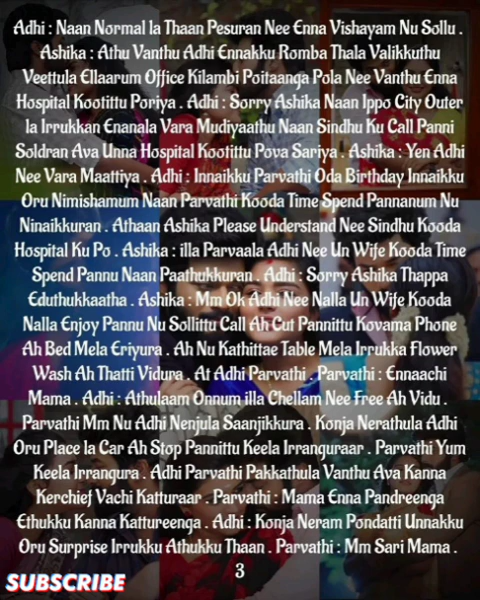 Adhi : Naan Normal la Thaan Pesuran Nee Enna Vishayam Nu Sollu .
Ashika : Athu Vanthu Adhi Ennakku Romba Thala Valikkuthu
Veettula Ellaarum Office Kilambi Poitaanga Pola Nee Vanthu Enna
Hospital Kootittu Poriya . Adhi : Sorry Ashika Naan Ippo City Outer
la Irrukkan Enanala Vara Mudiyaathu Naan Sindhu Ku Call Panni
Soldran Ava Unna Hospital Kootittu Pova Sariya . Ashika : Yen Adhi
Nee Vara Maattiya . Adhi : Innaikku Parvathi Oda Birthday Innaikku
Oru Nimishamum Naan Parvathi Kooda Time Spend Pannanum Nu
Ninaikkuran . Athaan Ashika Please Understand Nee Sindhu Kooda
Hospital Ku Po . Ashika : illa Parvaala Adhi Nee Un Wife Kooda Time
Spend Pannu Naan Paathukkuran . Adhi : Sorry Ashika Thappa
Eduthukkaatha . Ashika : Mm Ok Adhi Nee Nalla Un Wife Kooda
Nalla Enjoy Pannu Nu Sollittu Call Ah Cut Pannittu Kovama Phone
Ah Bed Mela Eriyura . Ah Nu Kathittae Table Mela Irrukka Flower
Wash Ah Thatti Vidura . At Adhi Parvathi . Parvathi : Ennaachi
Mama . Adhi : Athulaam Onnum illa Chellam Nee Free Ah Vidu .
Parvathi Mm Nu Adhi Nenjula Saanjikkura . Konja Nerathula Adhi
Oru Place la Car Ah Stop Pannittu Keela Irranguraar . Parvathi Yum
Keela Irrangura . Adhi Parvathi Pakkathula Vanthu Ava Kanna
Kerchief Vachi Katturaar . Parvathi : Mama Enna Pandreenga
Ethukku Kanna Kattureenga . Adhi : Konja Neram Pondatti Unnakku
Oru Surprise Irrukku Athukku Thaan . Parvathi : Mm Sari Mama .
3
SUBSCRIBE